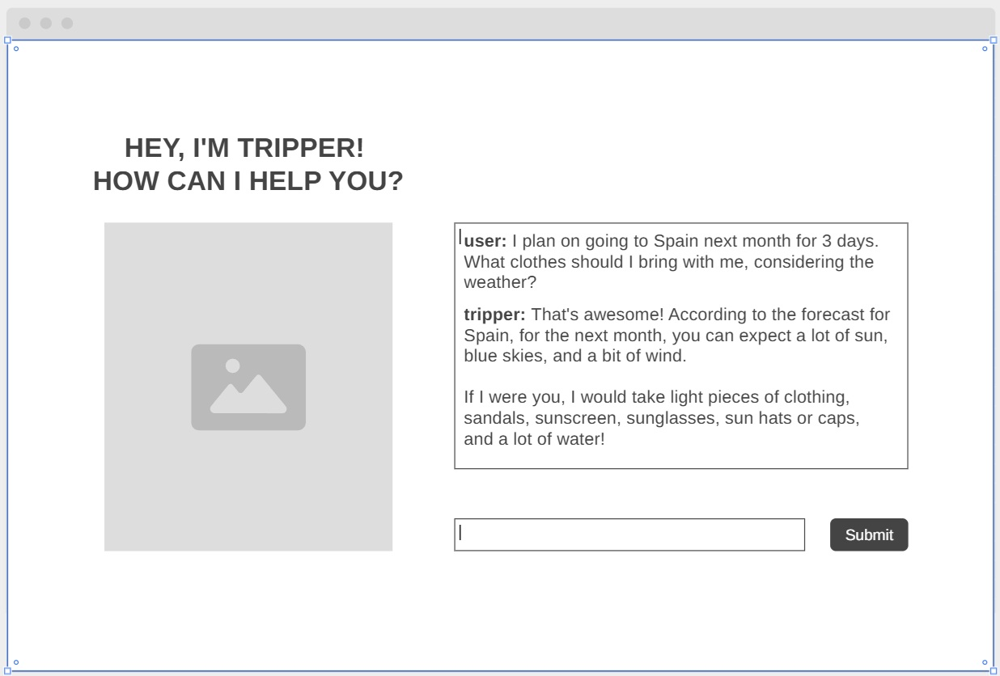 HEY, I'M TRIPPER!
HOW CAN I HELP YOU?
user: I plan on going to Spain next month for 3 days.
What clothes should I bring with me, considering the
weather?
tripper: That's awesome! According to the forecast for
Spain, for the next month, you can expect a lot of sun,
blue skies, and a bit of wind.
If I were you, I would take light pieces of clothing,
sandals, sunscreen, sunglasses, sun hats or caps,
and a lot of water!
Submit